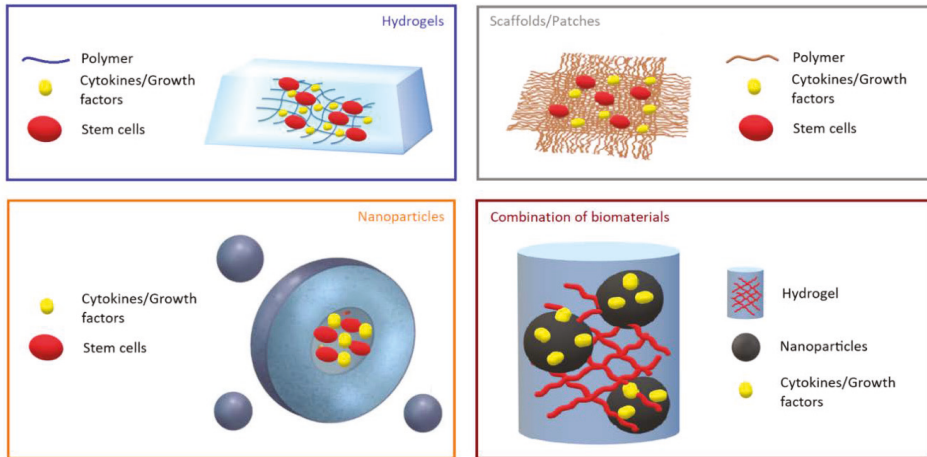 Hydrogels
Polymer
Cytokines/Growth
factors
Stem cells
Scaffolds/Patches
Polymer
Cytokines/Growth
factors
Stem cells
Nanoparticles
Cytokines/Growth
factors
Stem cells
Combination of biomaterials
Hydrogel
Nanoparticles
Cytokines/Growth
factors